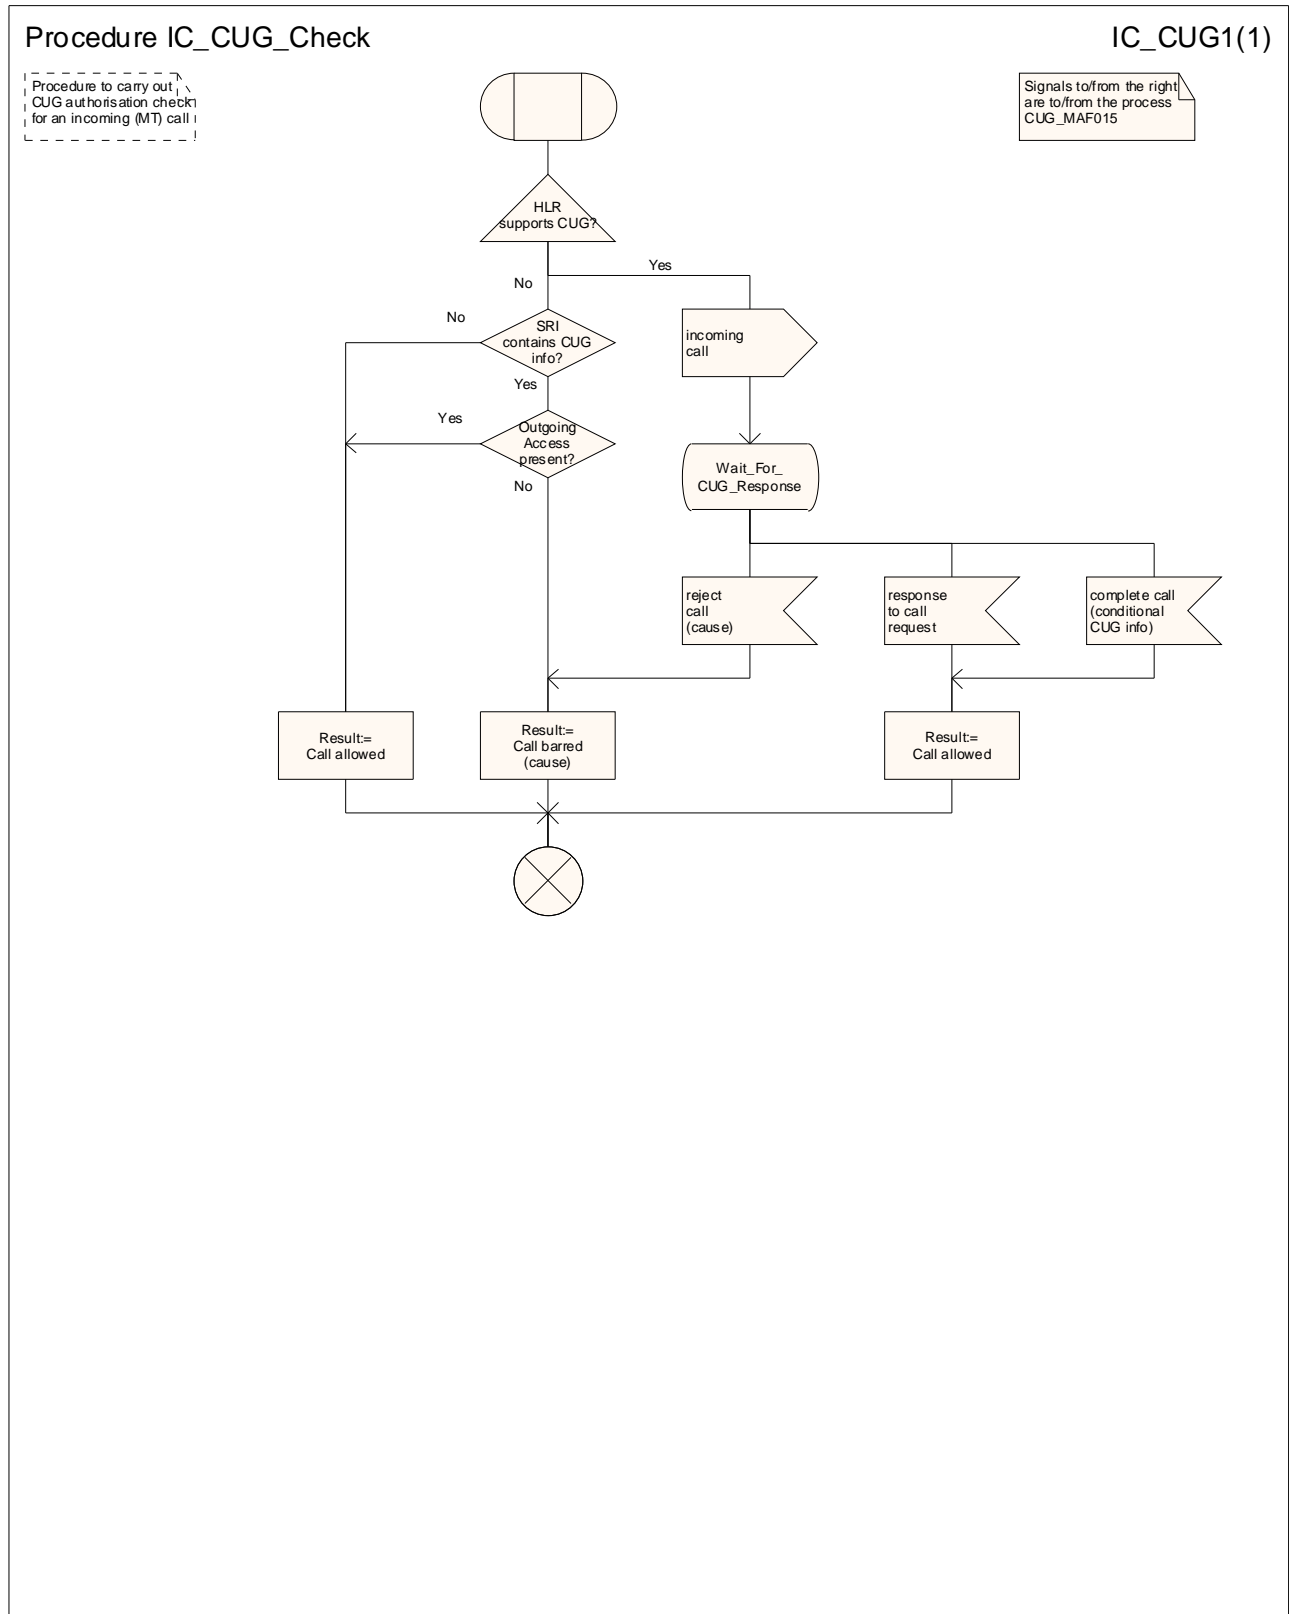 Procedure IC_CUG_Check
IC_CUG1(1)
Procedure to carry out
CUG authorisation check
for an incoming (MT) call
Signals to/from the right
are to/from the process
CUG_MAF015
HLR
supports CUG?
Yes
No
No
SRI
contains CUG
info?
incoming
call
Yes
Yes
Outgoing
Access
present?
No
Wait_For_
CUG_Response
reject
call
(cause)
response
to call
request
complete call
(conditional
CUG info)
Result:=
Call allowed
Result:=
Call barred
(cause)
Result:=
Call allowed